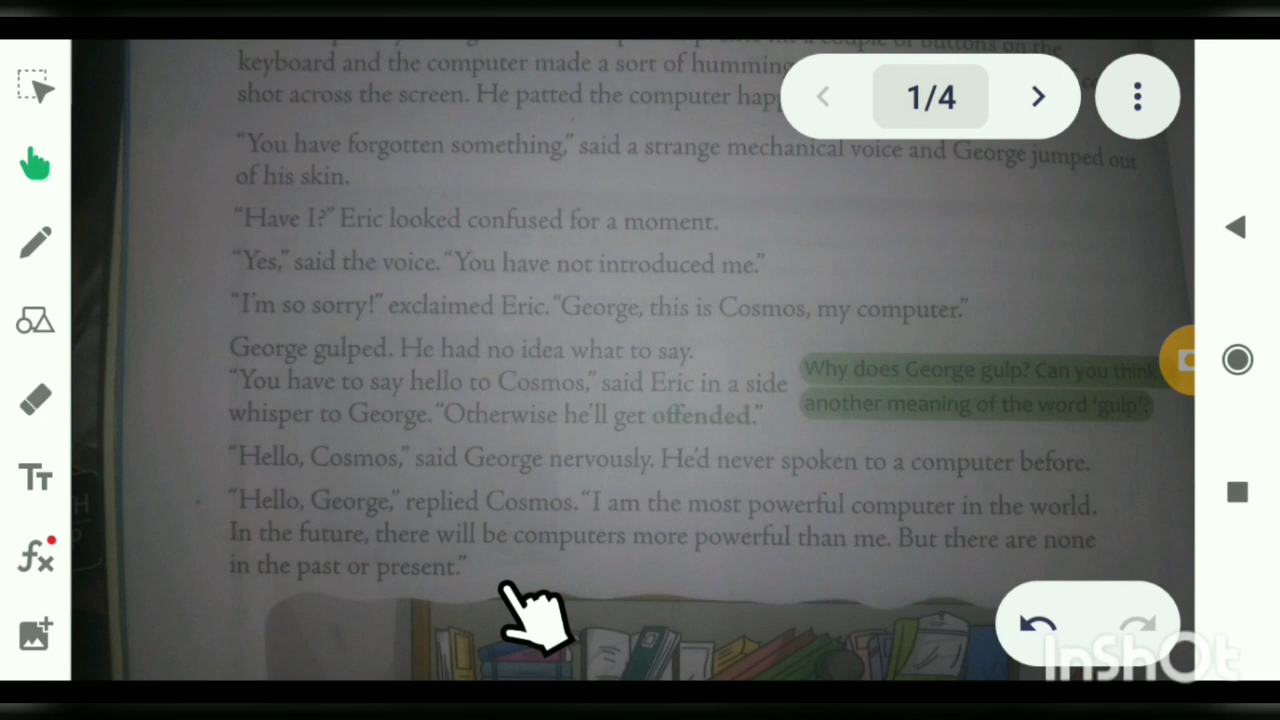 a couple of buttons on the
keyboard and the computer made a sort of humming
shot across the screen. He patted the computer
"You have forgotten something," said a strange mechanical voice and George jumped out
of his skin.
"Have I?" Eric looked confused for a moment.
"Yes," said the voice. "You have not introduced me."
"I'm so sorry!" exclaimed Eric. "George, this is Cosmos, my computer."
George gulped. He had no idea what to say.
"You have to say hello to Cosmos," said Eric in a side
whisper to George. "Otherwise he'll get offended."
Why does George gulp? Can you think
another meaning of the word 'gulp'?
"Hello, Cosmos," said George nervously. He'd never spoken to a computer before.
"Hello, George," replied Cosmos. "I am the most powerful computer in the world.
In the future, there will be computers more powerful than me. But there are none
in the past or present."
1/4
TT
fx
InShOt